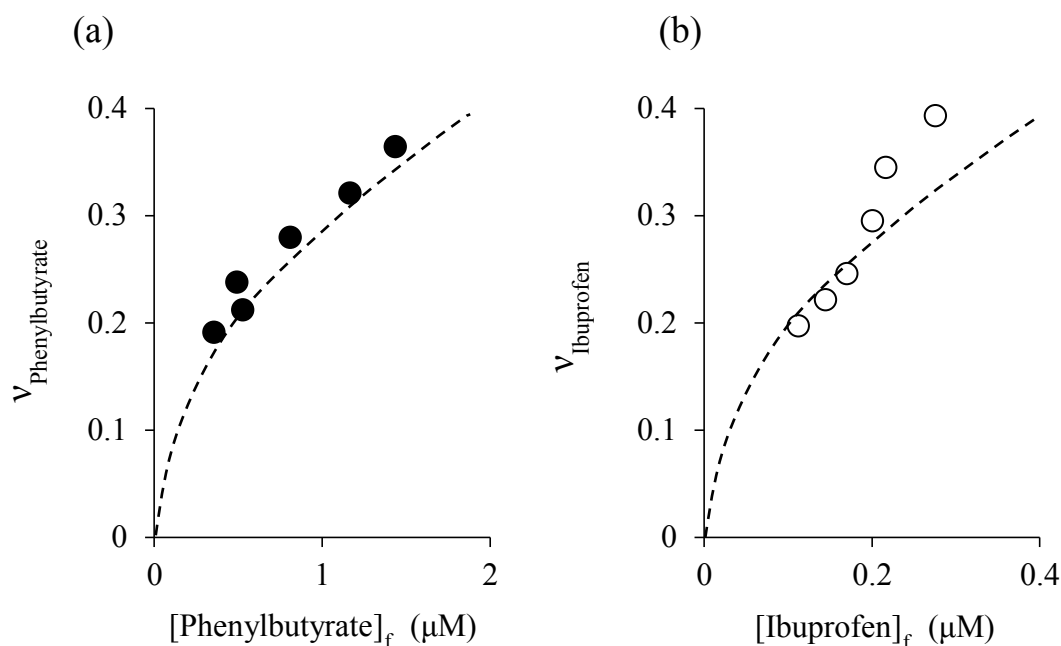 (a)
0.4
0.3
0.2
0.1
0
0 1 2
νPhenylbutyrate
[Phenylbutyrate]f (μM)
(b)
0.4
0.3
0.2
0.1
0
0 0.2 0.4
νIbuprofen
[Ibuprofen]f (μM)